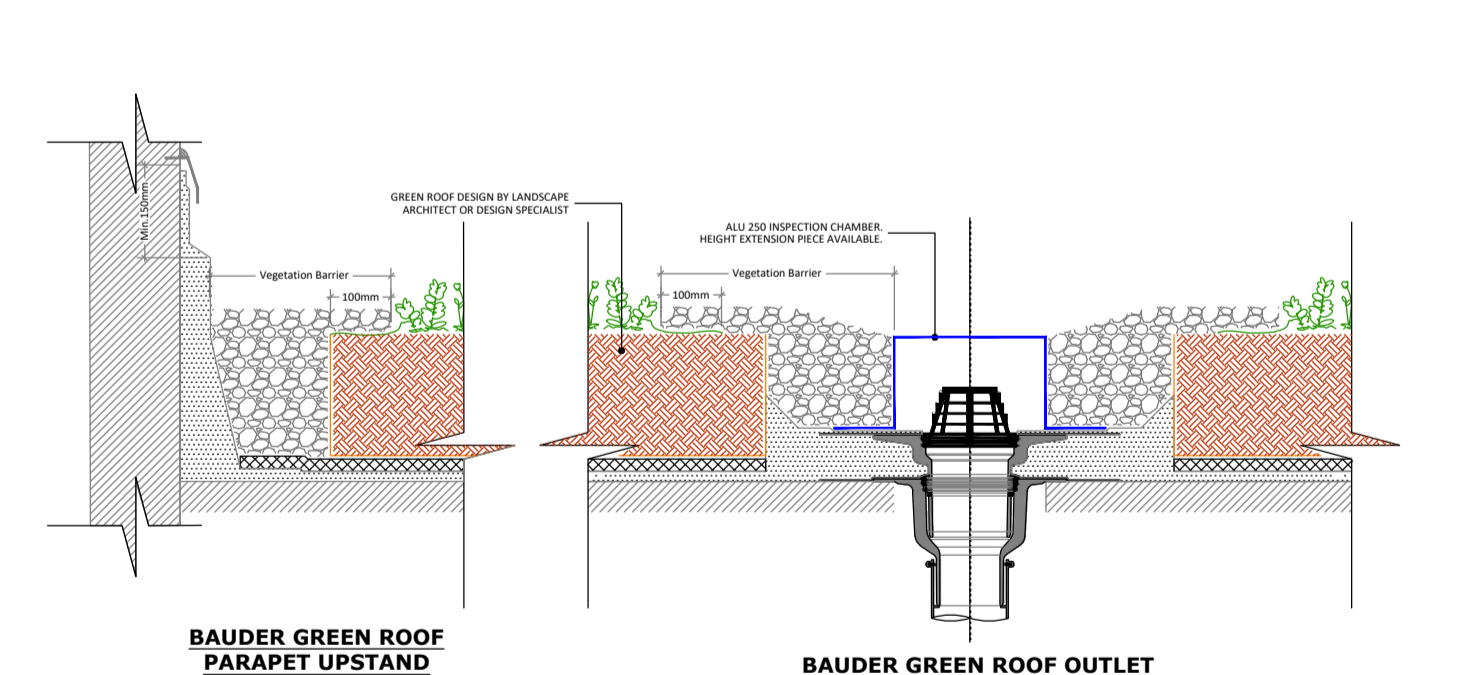 Min.150mm
GREEN ROOF DESIGN BY LANDSCAPE
ARCHITECT OR DESIGN SPECIALIST
ALU 250 INSPECTION CHAMBER.
HEIGHT EXTENSION PIECE AVAILABLE.
Vegetation Barrier
100mm
Vegetation Barrier
100mm
BAUDER GREEN ROOF
PARAPET UPSTAND
BAUDER GREEN ROOF OUTLET